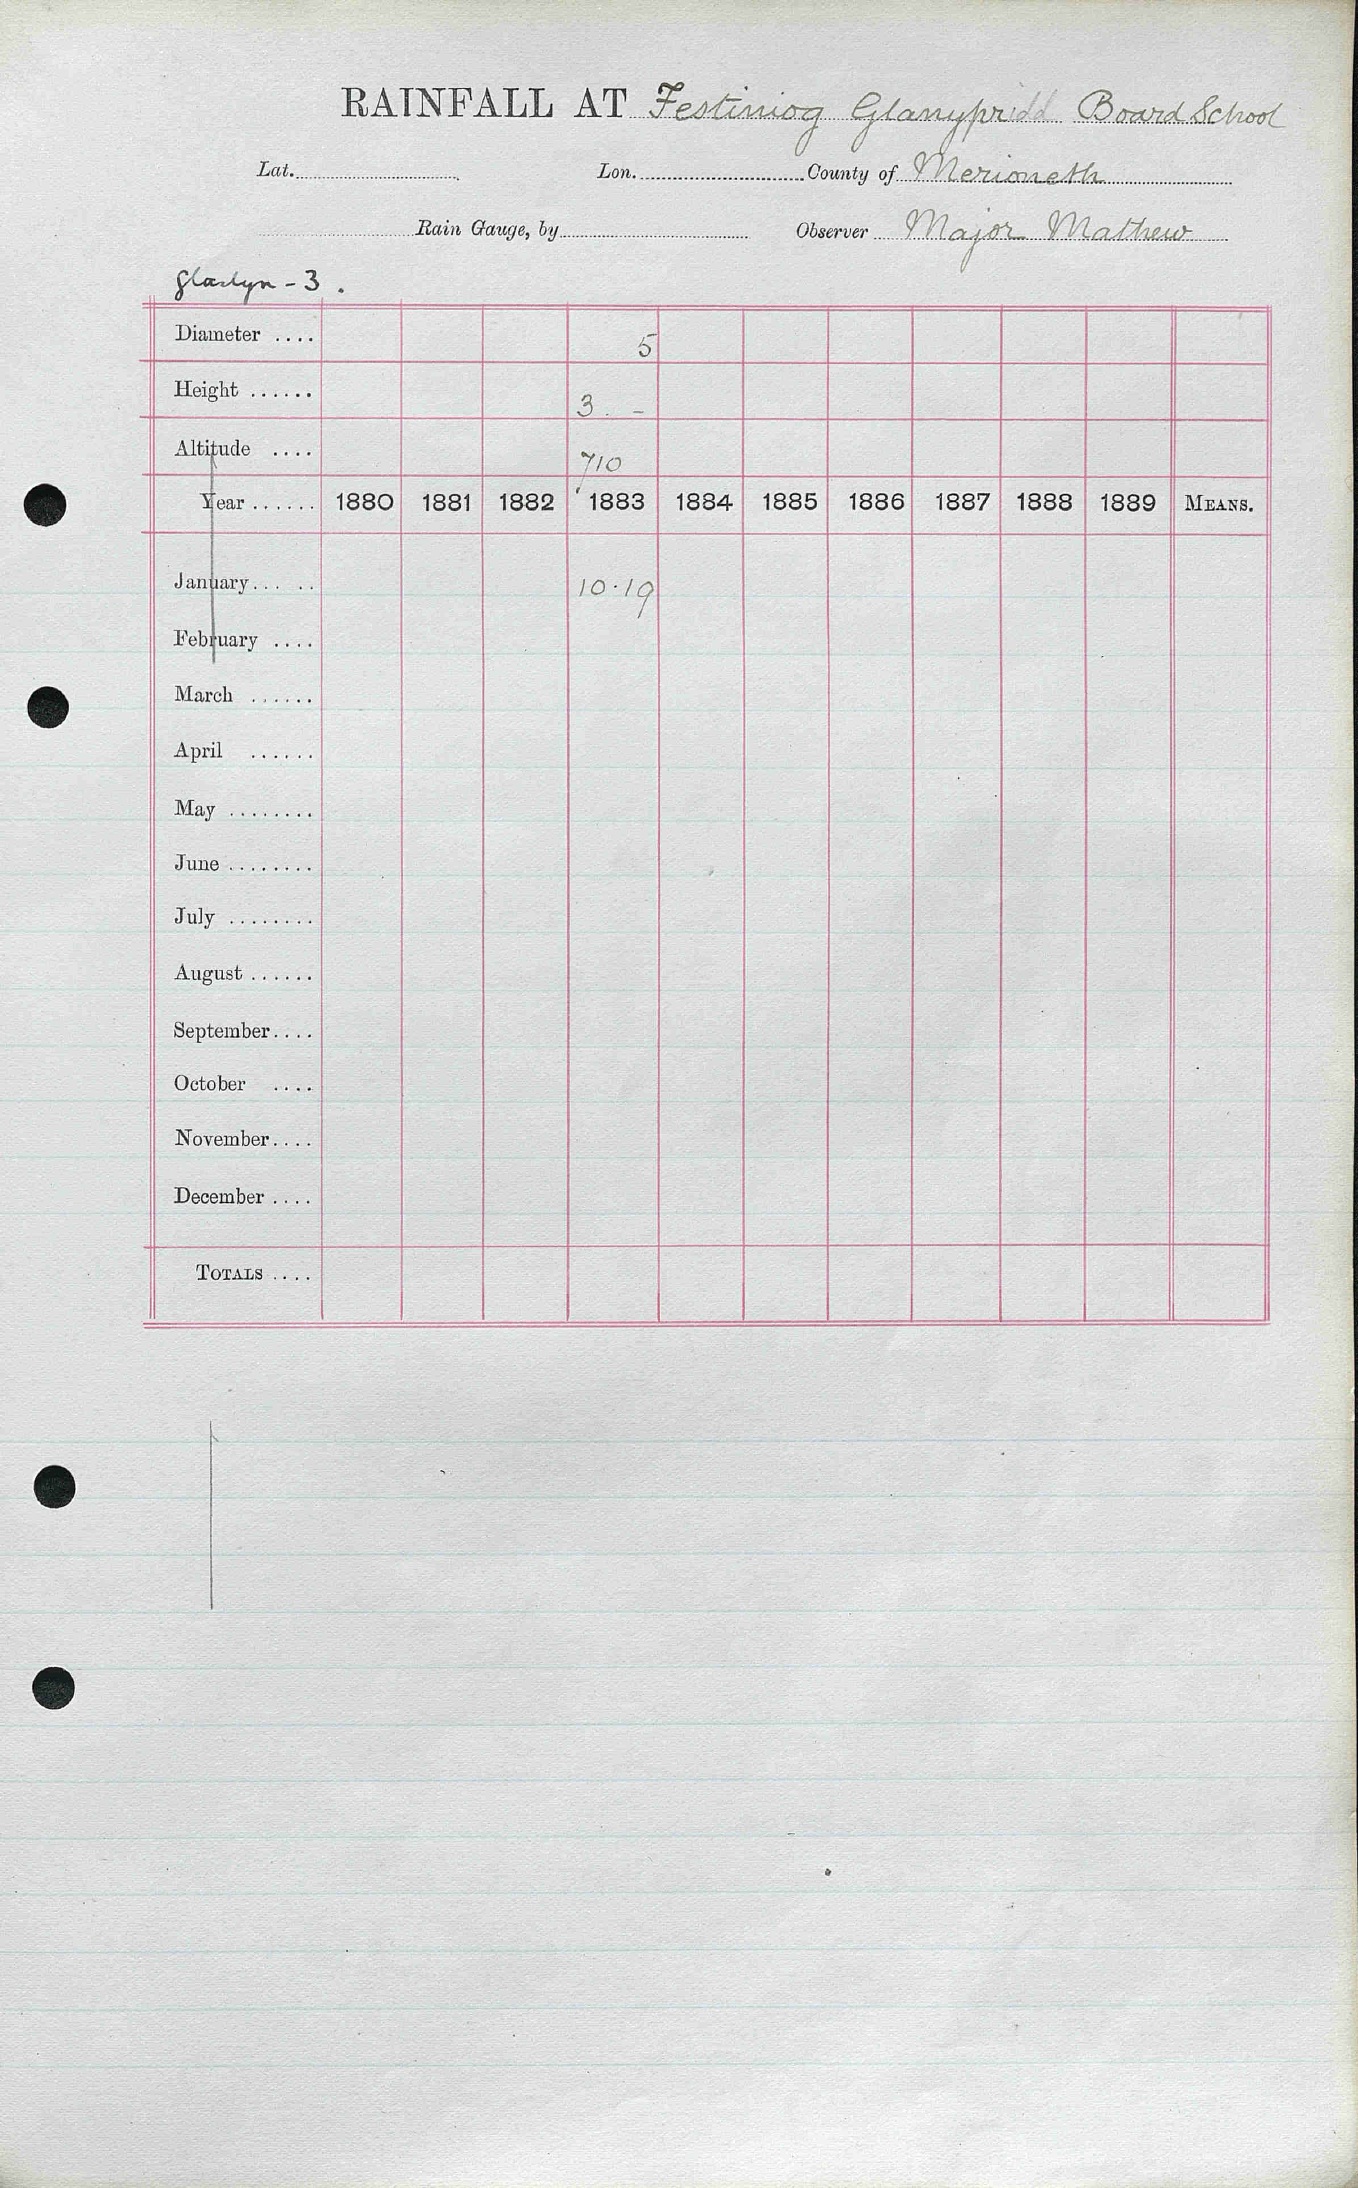 RAINFALL AT Festiniog Glanypridd Board School
Lat. Lon. County of Merioneth
Rain Gauge, by Observer Major Mathew
Glaslyn - 3.
Diameter .... 5
Height ...... 3. -
Altitude .... 710
Year ...... 1880 1881 1882 1883 1884 1885 1886 1887 1888 1889 MEANS.
January... .. 10.19
February ....
March ......
April ......
May ........
June ........
July ........
August ......
September....
October ....
November....
December ....
TOTALS ....